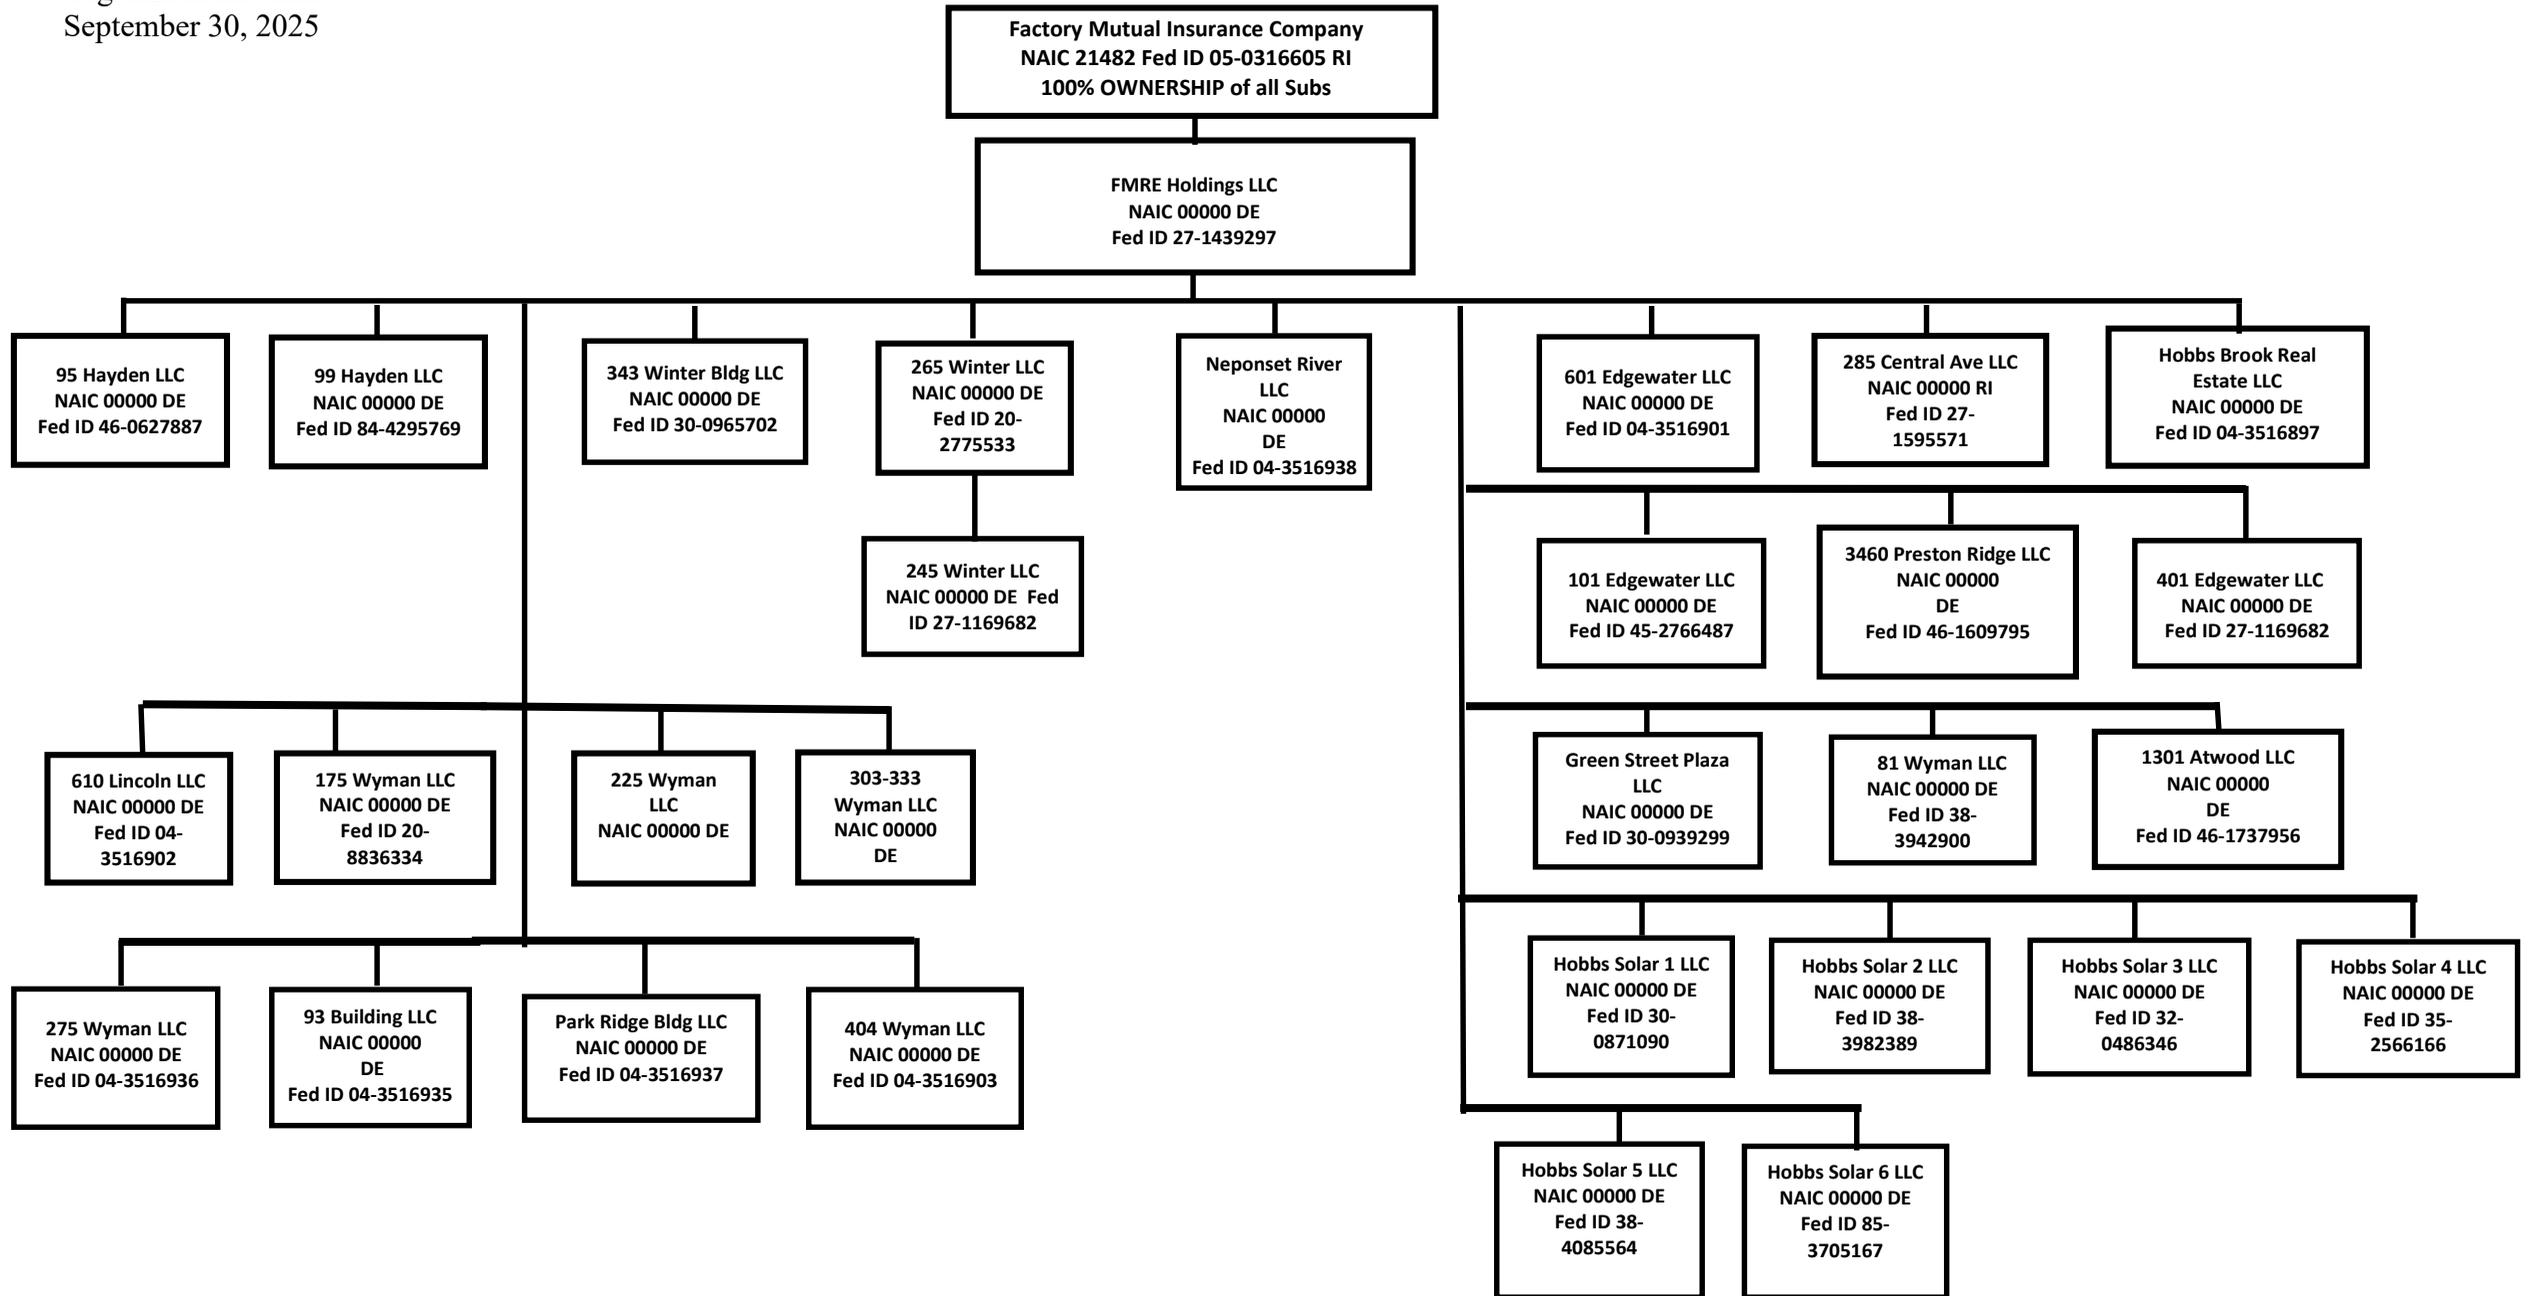 September 30, 2025
Factory Mutual Insurance Company
NAIC 21482 Fed ID 05-0316605 RI
100% OWNERSHIP of all Subs
FMRE Holdings LLC
NAIC 00000 DE
Fed ID 27-1439297
95 Hayden LLC
NAIC 00000 DE
Fed ID 46-0627887
99 Hayden LLC
NAIC 00000 DE
Fed ID 84-4295769
343 Winter Bldg LLC
NAIC 00000 DE
Fed ID 30-0965702
265 Winter LLC
NAIC 00000 DE
Fed ID 20-
2775533
Neponset River
LLC
NAIC 00000
DE
Fed ID 04-3516938
601 Edgewater LLC
NAIC 00000 DE
Fed ID 04-3516901
285 Central Ave LLC
NAIC 00000 RI
Fed ID 27-
1595571
Hobbs Brook Real
Estate LLC
NAIC 00000 DE
Fed ID 04-3516897
245 Winter LLC
NAIC 00000 DE Fed
ID 27-1169682
101 Edgewater LLC
NAIC 00000 DE
Fed ID 45-2766487
3460 Preston Ridge LLC
NAIC 00000
DE
Fed ID 46-1609795
401 Edgewater LLC
NAIC 00000 DE
Fed ID 27-1169682
610 Lincoln LLC
NAIC 00000 DE
Fed ID 04-
3516902
175 Wyman LLC
NAIC 00000 DE
Fed ID 20-
8836334
225 Wyman
LLC
NAIC 00000 DE
303-333
Wyman LLC
NAIC 00000
DE
Green Street Plaza
LLC
NAIC 00000 DE
Fed ID 30-0939299
81 Wyman LLC
NAIC 00000 DE
Fed ID 38-
3942900
1301 Atwood LLC
NAIC 00000
DE
Fed ID 46-1737956
275 Wyman LLC
NAIC 00000 DE
Fed ID 04-3516936
93 Building LLC
NAIC 00000
DE
Fed ID 04-3516935
Park Ridge Bldg LLC
NAIC 00000 DE
Fed ID 04-3516937
404 Wyman LLC
NAIC 00000 DE
Fed ID 04-3516903
Hobbs Solar 1 LLC
NAIC 00000 DE
Fed ID 30-
0871090
Hobbs Solar 2 LLC
NAIC 00000 DE
Fed ID 38-
3982389
Hobbs Solar 3 LLC
NAIC 00000 DE
Fed ID 32-
0486346
Hobbs Solar 4 LLC
NAIC 00000 DE
Fed ID 35-
2566166
Hobbs Solar 5 LLC
NAIC 00000 DE
Fed ID 38-
4085564
Hobbs Solar 6 LLC
NAIC 00000 DE
Fed ID 85-
3705167